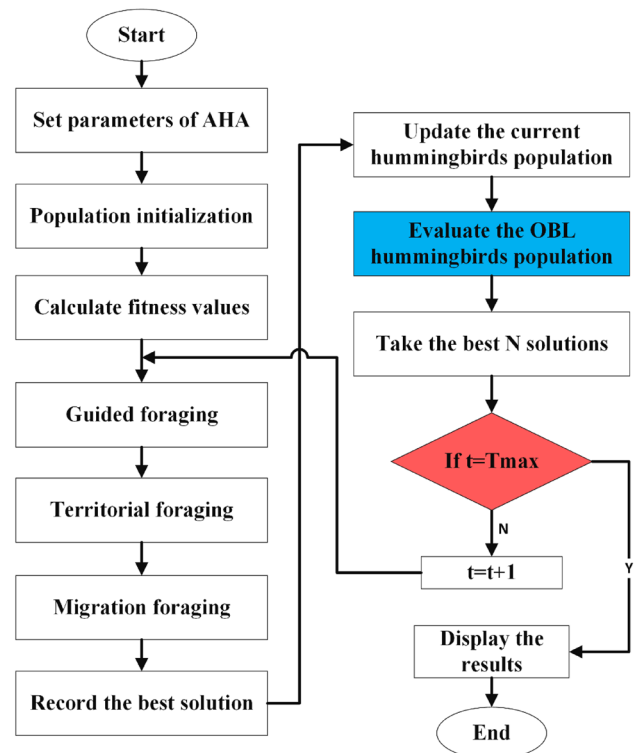 Start
Set parameters of AHA
Population initialization
Calculate fitness values
Guided foraging
Territorial foraging
Migration foraging
Record the best solution
Update the current
hummingbirds population
Evaluate the OBL
hummingbirds population
Take the best N solutions
If t=Tmax
N
Y
t=t+1
Display the
results
End